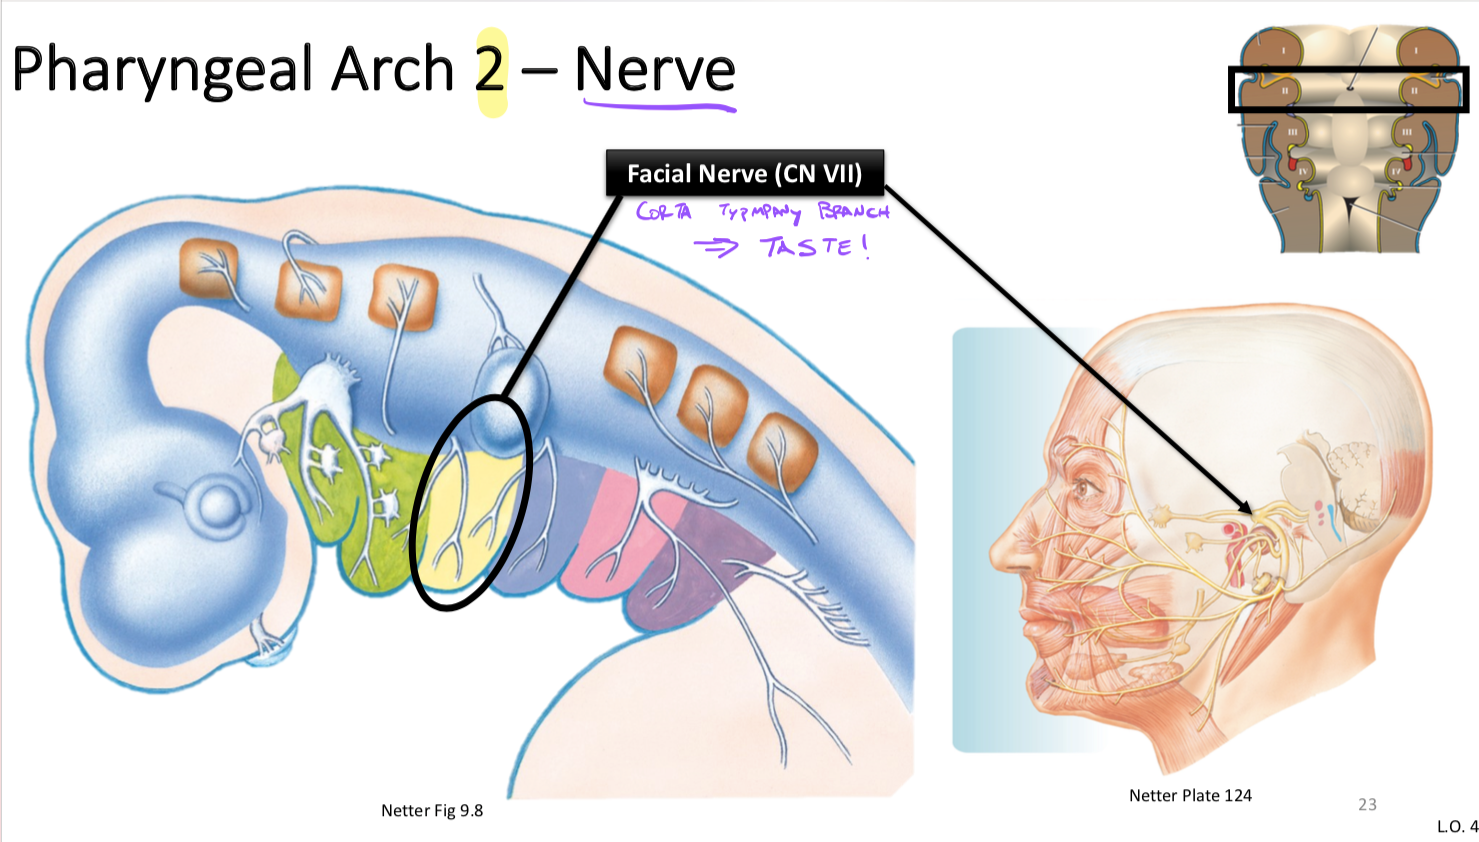 Pharyngeal Arch 2 – Nerve
Facial Nerve (CN VII)
CORTA TYPMPANY BRANCH
⇒ TASTE!
I I
II II
III III
IV IV
Netter Fig 9.8
Netter Plate 124
23
L.O. 4